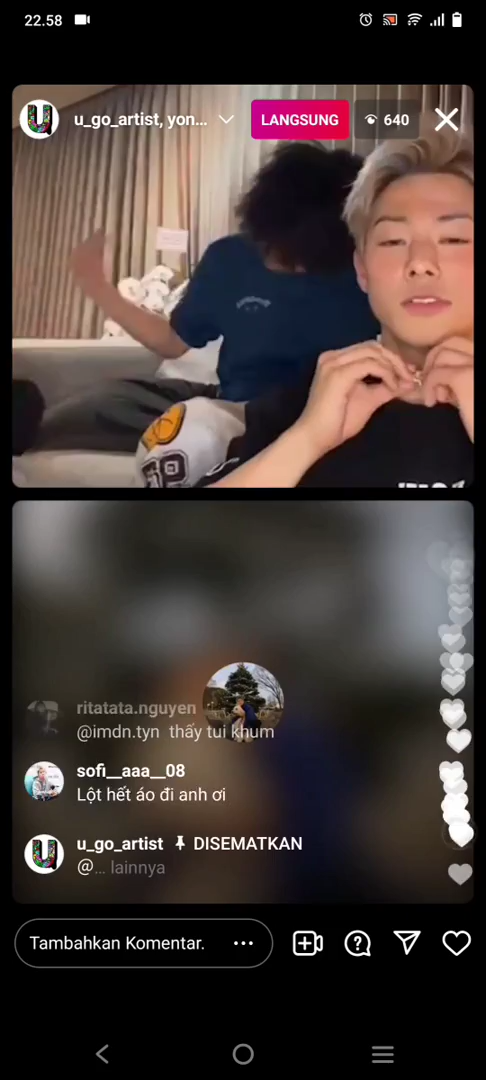 22.58
u_go_artist, yon...
LANGSUNG
640
ritatata.nguyen
@imdn.tyn thấy tui khum
sofi__aaa__08
Lột hết áo đi anh ơi
u_go_artist DISEMATKAN
@... lainnya
Tambahkan Komentar.